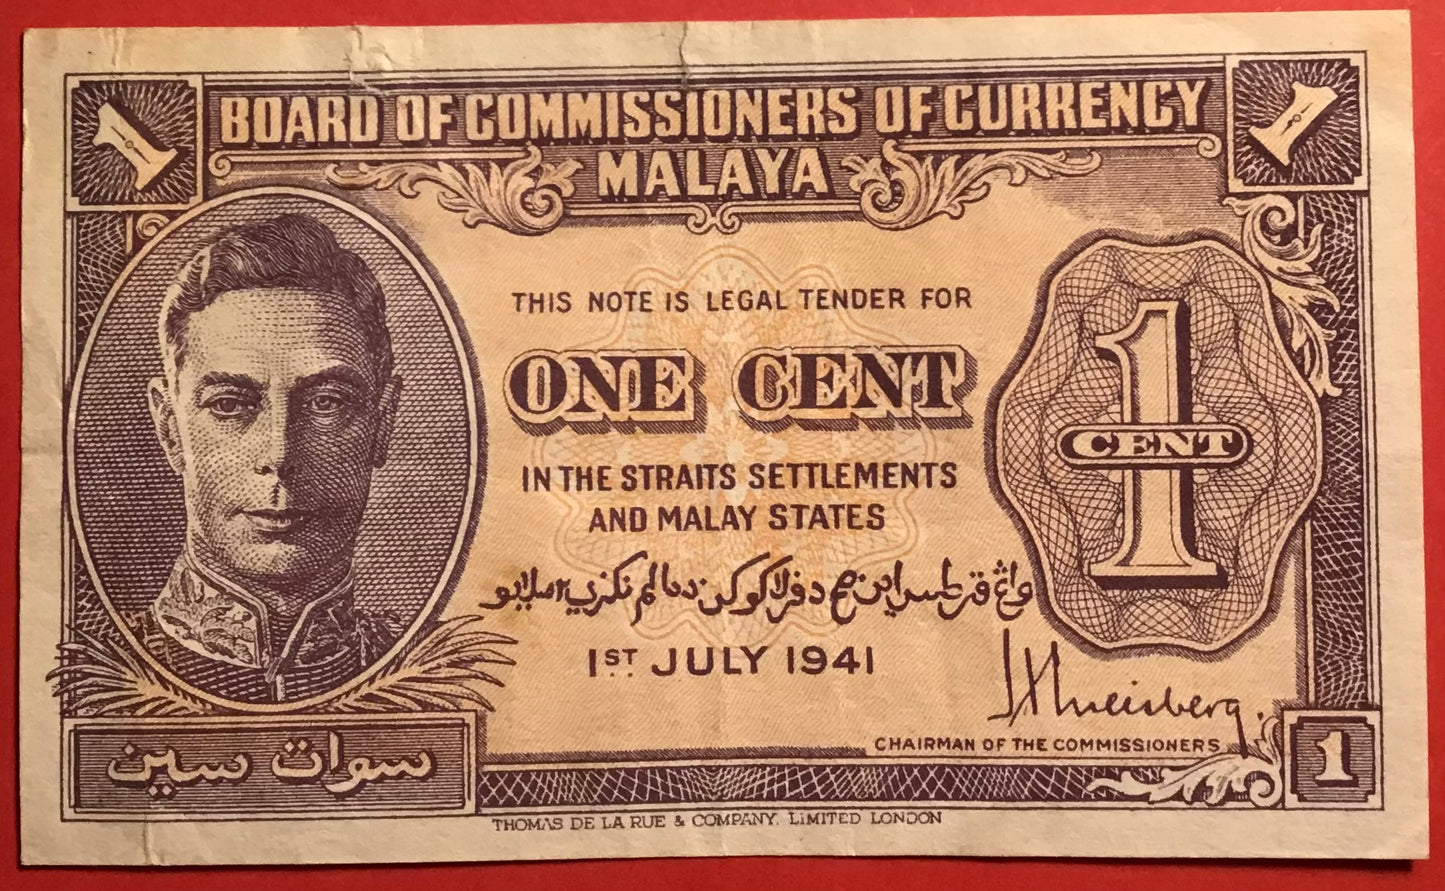 1
BOARD OF COMMISSIONERS OF CURRENCY
1
MALAYA
THIS NOTE IS LEGAL TENDER FOR
ONE CENT
1
CENT
IN THE STRAITS SETTLEMENTS
AND MALAY STATES
1ST JULY 1941
CHAIRMAN OF THE COMMISSIONERS
سوات سين
1
THOMAS DE LA RUE & COMPANY, LIMITED LONDON